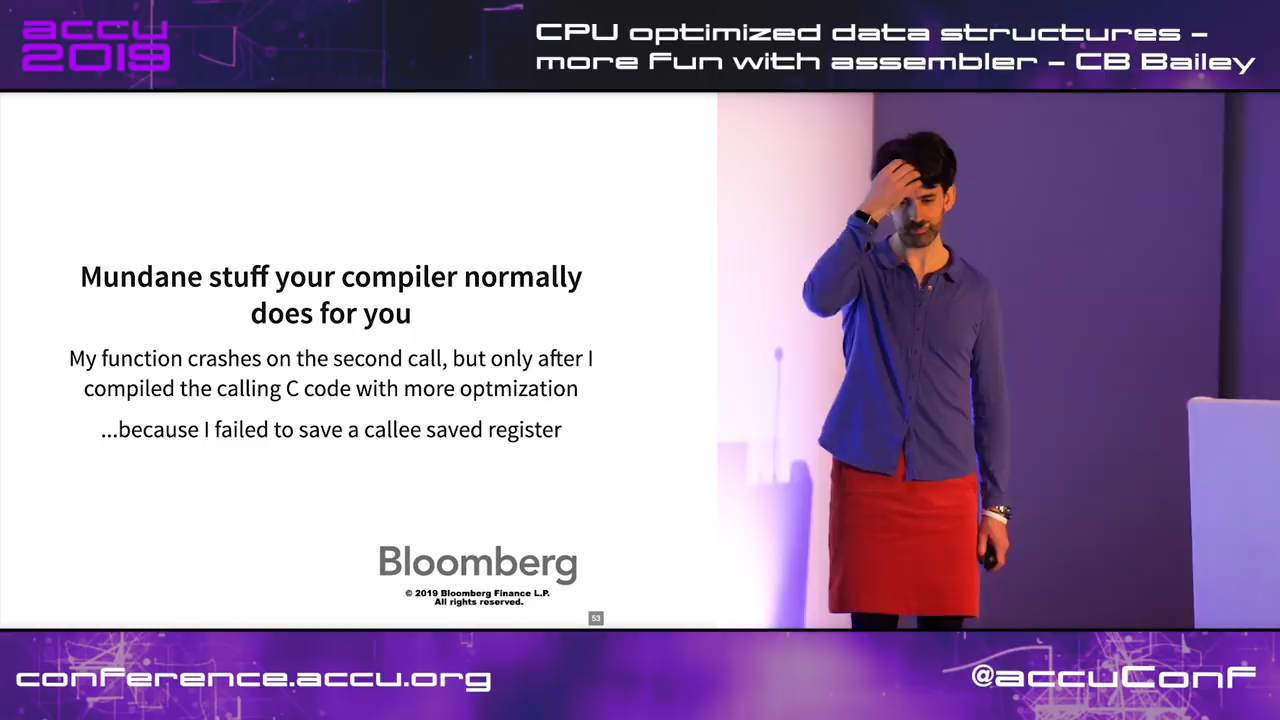 accu
2019
CPU optimized data structures -
more fun with assembler - CB Bailey
Mundane stuff your compiler normally
does for you
My function crashes on the second call, but only after I
compiled the calling C code with more optmization
...because I failed to save a callee saved register
Bloomberg
© 2019 Bloomberg Finance L.P.
All rights reserved.
53
conference.accu.org
@accuConf